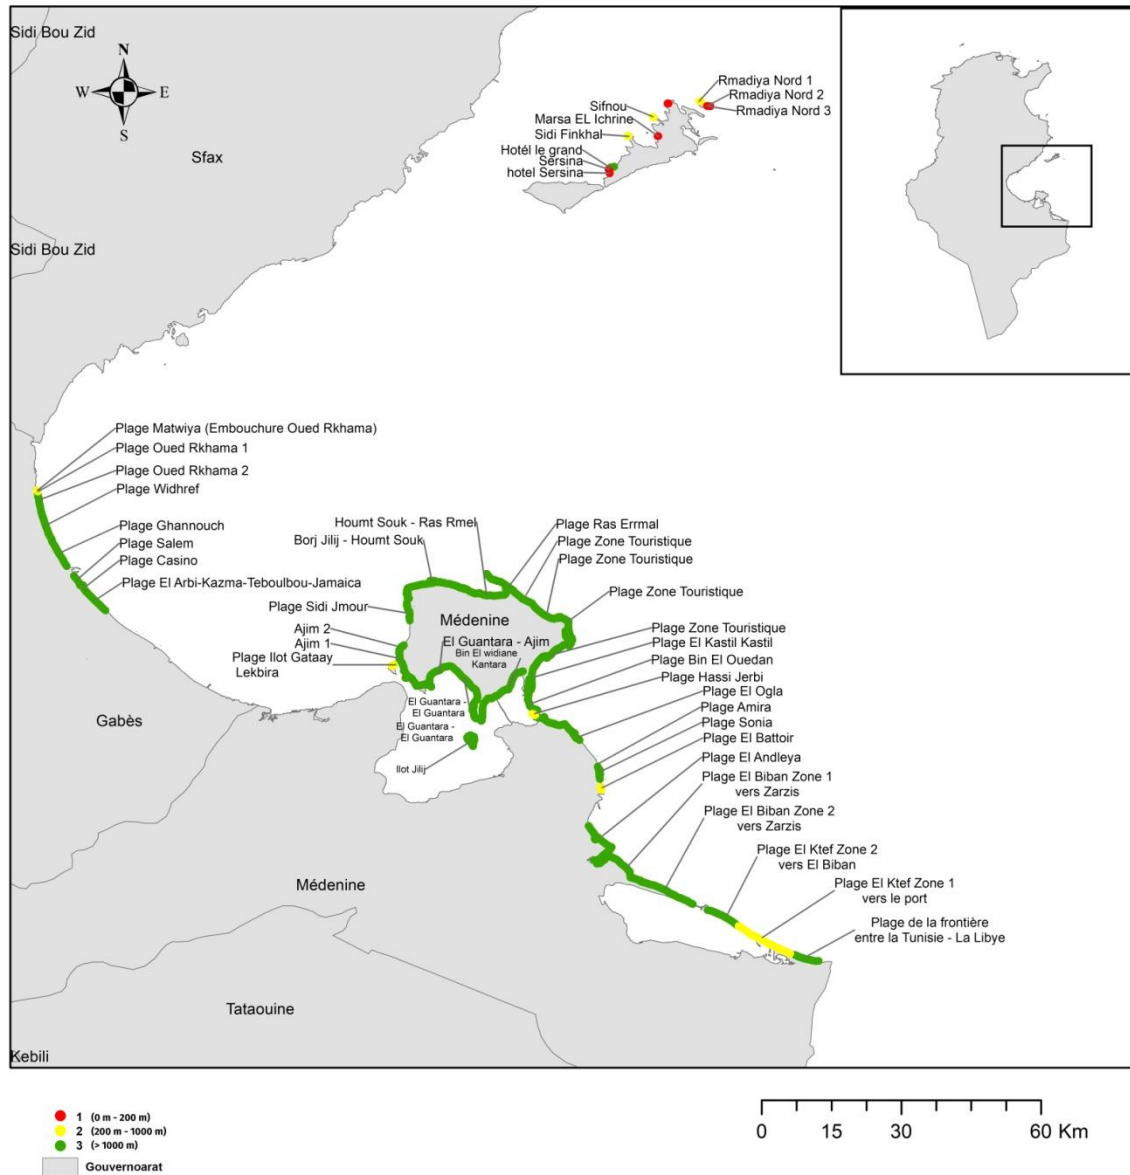 Sidi Bou Zid
N
W E
S
Sfax
Sidi Bou Zid
Rmadiya Nord 1
Rmadiya Nord 2
Rmadiya Nord 3
Sifnou
Marsa EL Ichrine
Sidi Finkhal
Hotél le grand
Sersina
hotel Sersina
Plage Matwiya (Embouchure Oued Rkhama)
Plage Oued Rkhama 1
Plage Oued Rkhama 2
Plage Widhref
Plage Ghannouch
Plage Salem
Plage Casino
Plage El Arbi-Kazma-Teboulbou-Jamaica
Houmt Souk - Ras Rmel
Borj Jilij - Houmt Souk
Plage Sidi Jmour
Ajim 2
Ajim 1
Plage Ilot Gataay
Lekbira
Médenine
El Guantara - Ajim
Bin El widiane
Kantara
El Guantara -
El Guantara
El Guantara -
El Guantara
Ilot Jilij
Plage Ras Errmal
Plage Zone Touristique
Plage Zone Touristique
Plage Zone Touristique
Plage Zone Touristique
Plage El Kastil Kastil
Plage Bin El Ouedan
Plage Hassi Jerbi
Plage El Ogla
Plage Amira
Plage Sonia
Plage El Battoir
Plage El Andleya
Plage El Biban Zone 1
vers Zarzis
Plage El Biban Zone 2
vers Zarzis
Plage El Ktef Zone 2
vers El Biban
Plage El Ktef Zone 1
vers le port
Plage de la frontière
entre la Tunisie - La Libye
Gabès
Médenine
Tataouine
Kebili
1 (0 m - 200 m)
2 (200 m - 1000 m)
3 (> 1000 m)
Gouvernoarat
0 15 30 60 Km